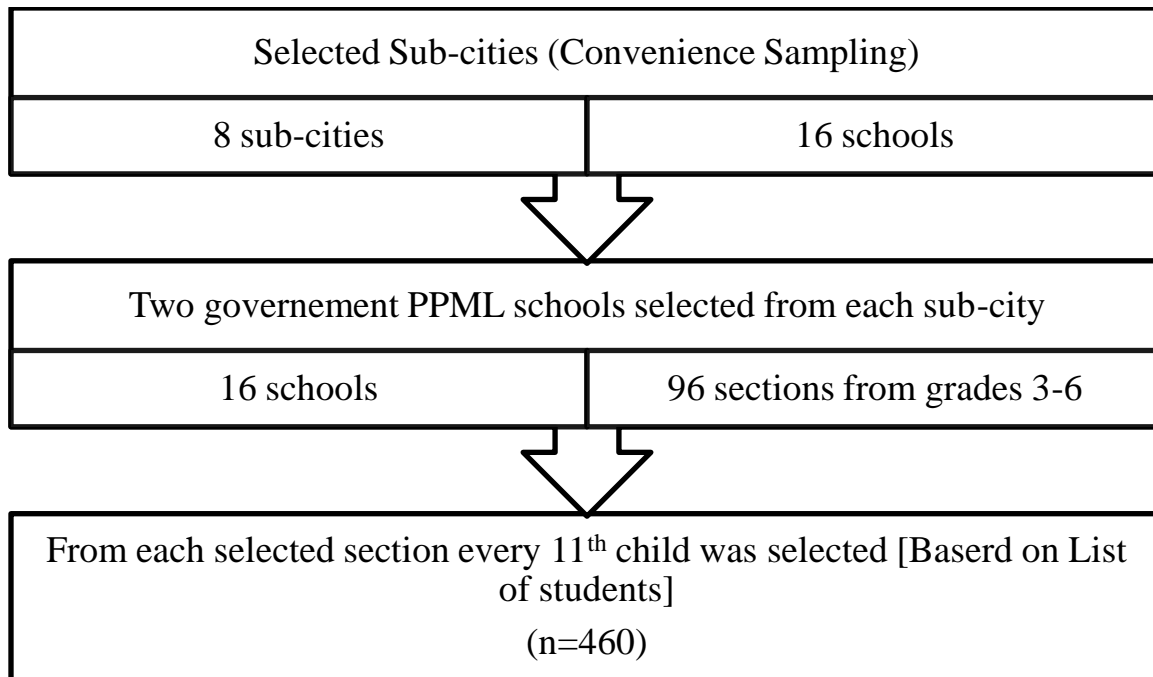 Selected Sub-cities (Convenience Sampling)
8 sub-cities
16 schools
Two governement PPML schools selected from each sub-city
16 schools
96 sections from grades 3-6
From each selected section every 11th child was selected [Baserd on List
of students]
(n=460)